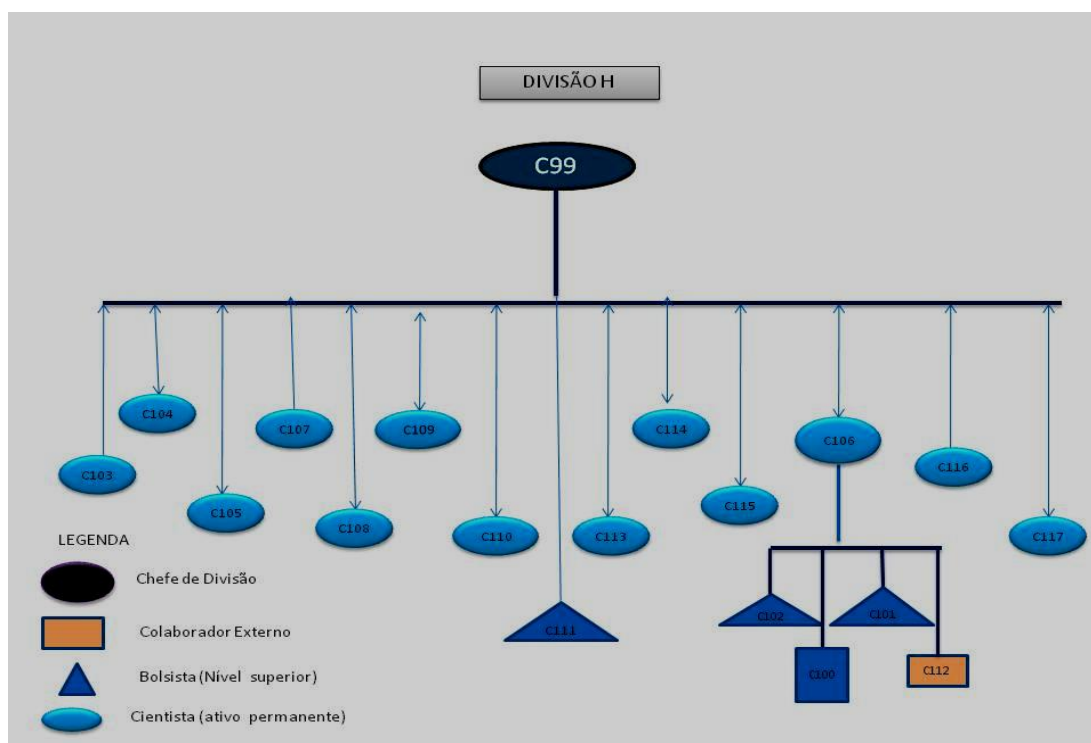 DIVISÃO H
C99
C104
C107
C109
C114
C106
C103
C116
C105
C108
C110
C113
C115
C117
C111
C102
C101
C100
C112
LEGENDA
Chefe de Divisão
Colaborador Externo
Bolsista (Nível superior)
Cientista (ativo permanente)